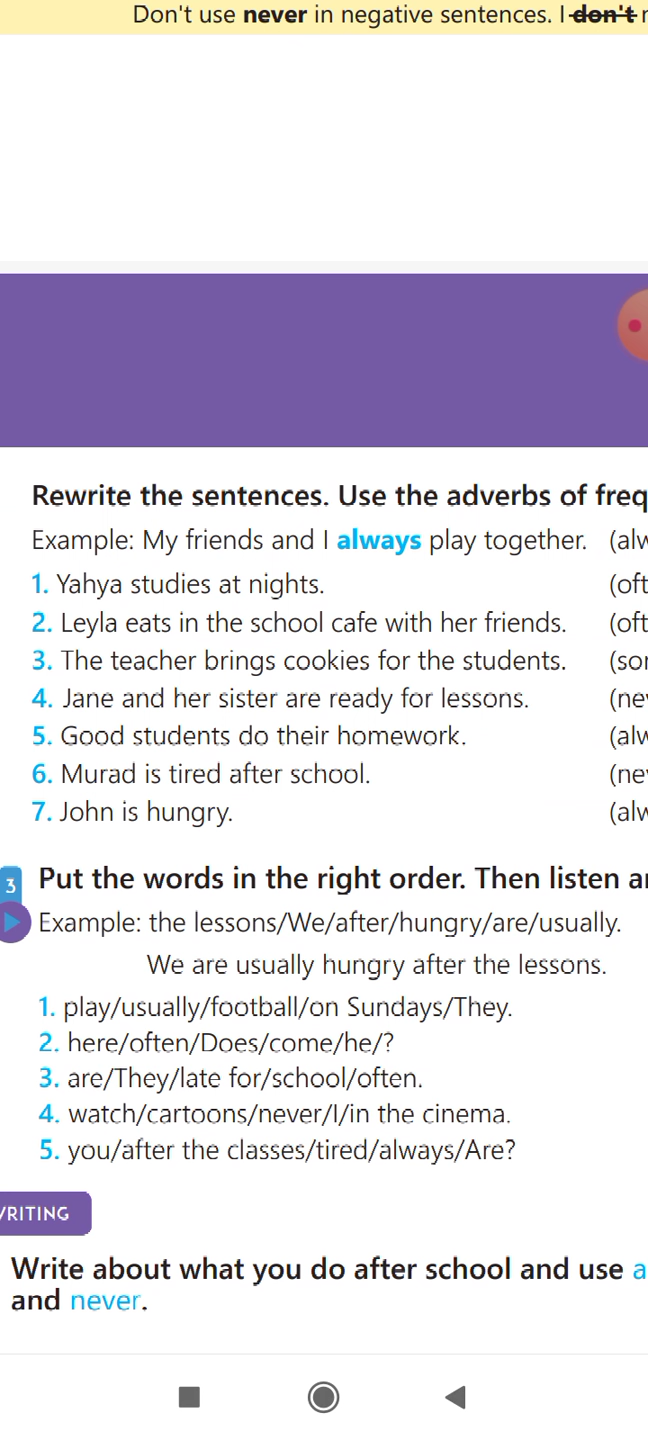 Don't use never in negative sentences. I don't
Rewrite the sentences. Use the adverbs of freq
Example: My friends and I always play together. (alw
1. Yahya studies at nights. (oft
2. Leyla eats in the school cafe with her friends. (oft
3. The teacher brings cookies for the students. (som
4. Jane and her sister are ready for lessons. (nev
5. Good students do their homework. (alw
6. Murad is tired after school. (nev
7. John is hungry. (alw
3 Put the words in the right order. Then listen an
Example: the lessons/We/after/hungry/are/usually.
We are usually hungry after the lessons.
1. play/usually/football/on Sundays/They.
2. here/often/Does/come/he/?
3. are/They/late for/school/often.
4. watch/cartoons/never/I/in the cinema.
5. you/after the classes/tired/always/Are?
WRITING
Write about what you do after school and use a
and never.